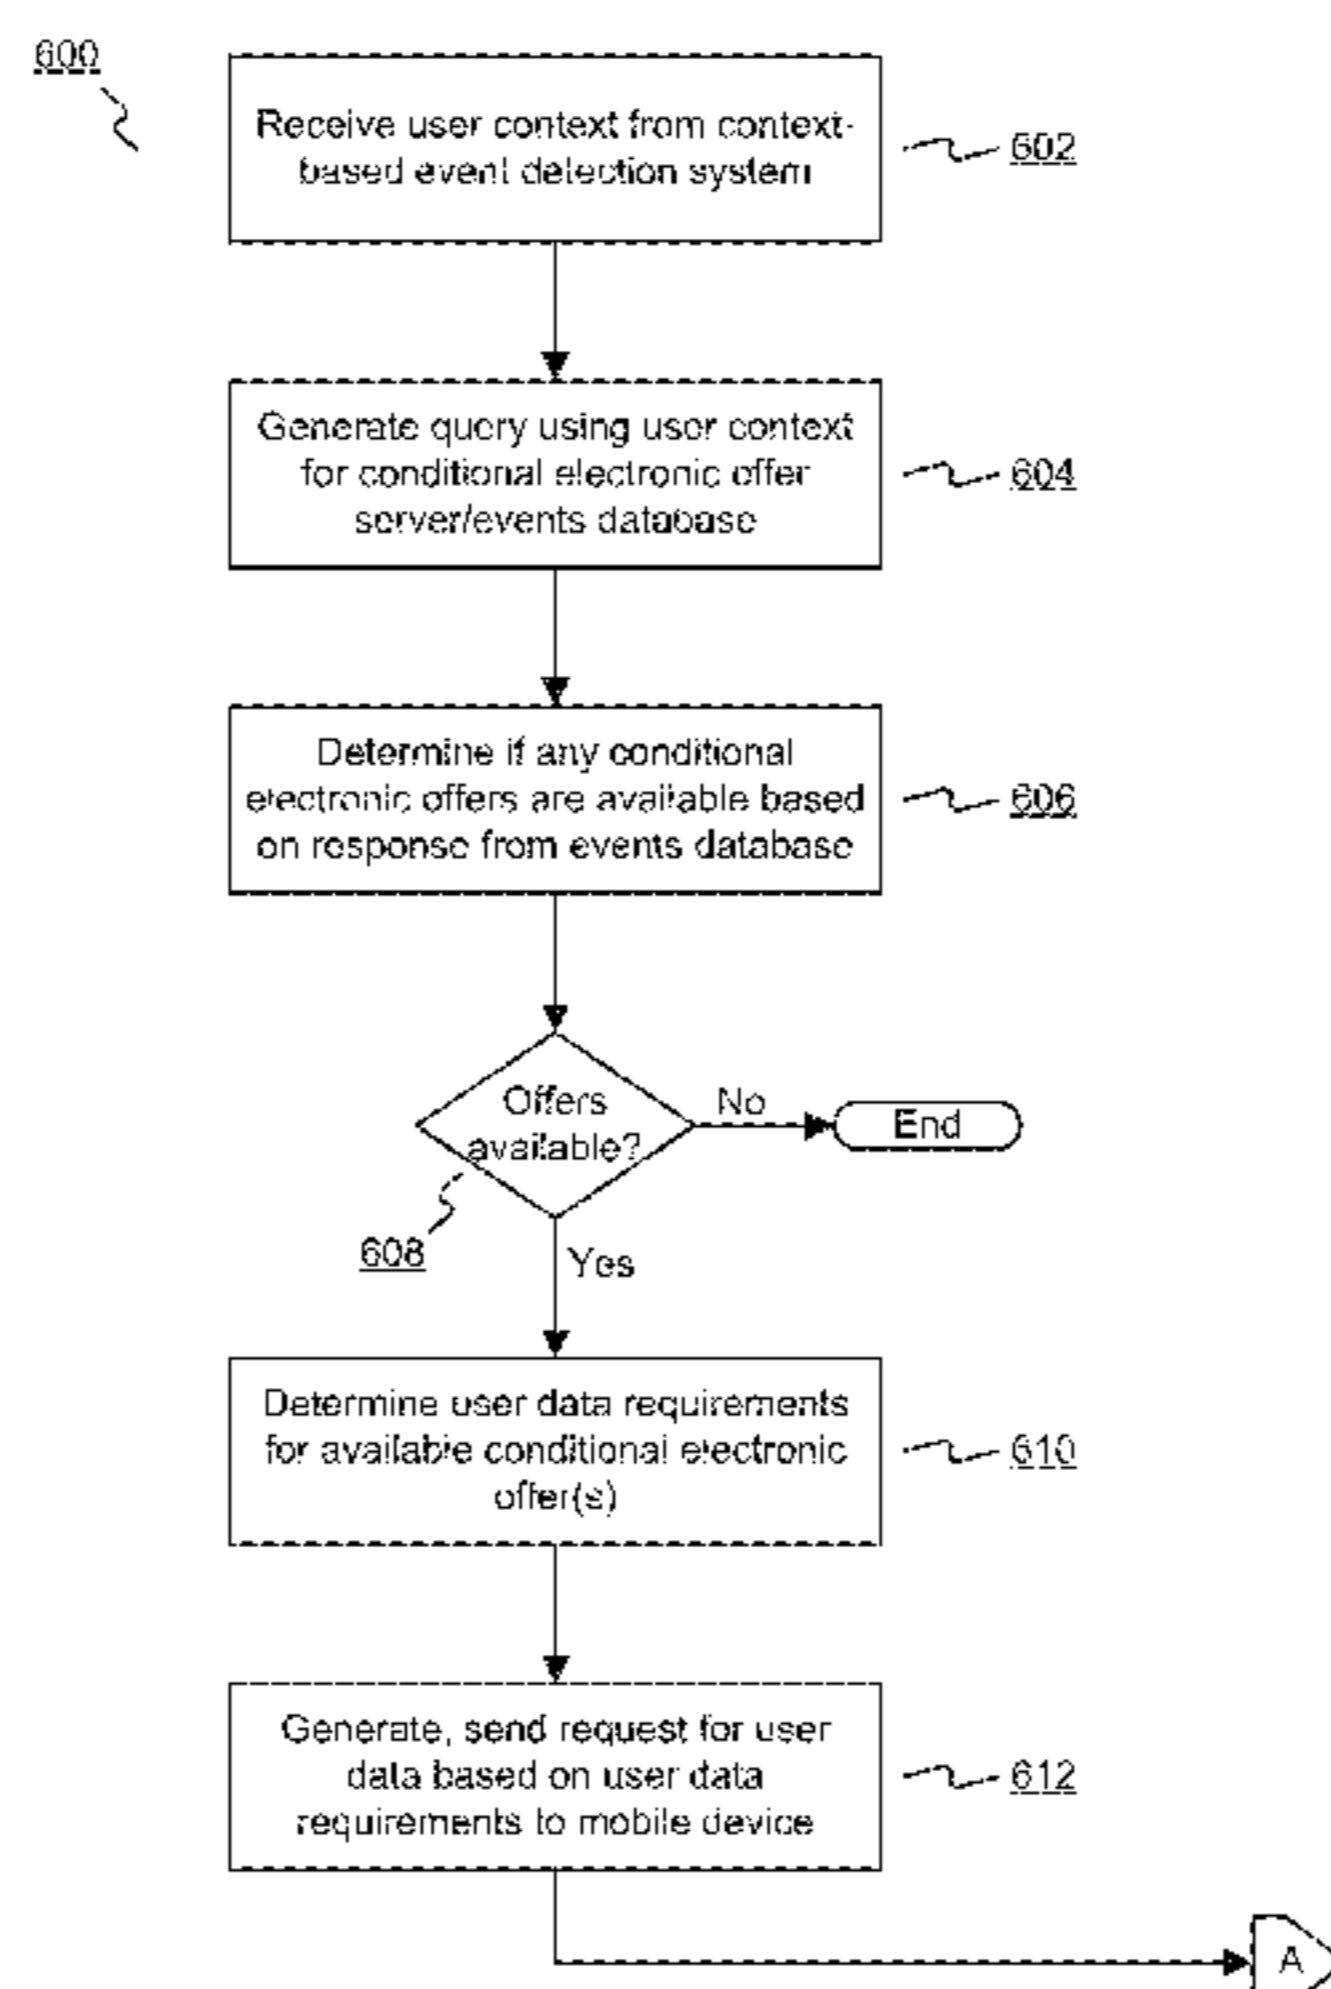 600
Receive user context from context-
based event detection system
602
Generate query using user context
for conditional electronic offer
server/events database
604
Determine if any conditional
electronic offers are available based
on response from events database
606
Offers
available?
No
End
608
Yes
Determine user data requirements
for available conditional electronic
offer(s)
610
Generate, send request for user
data based on user data
requirements to mobile device
612
A